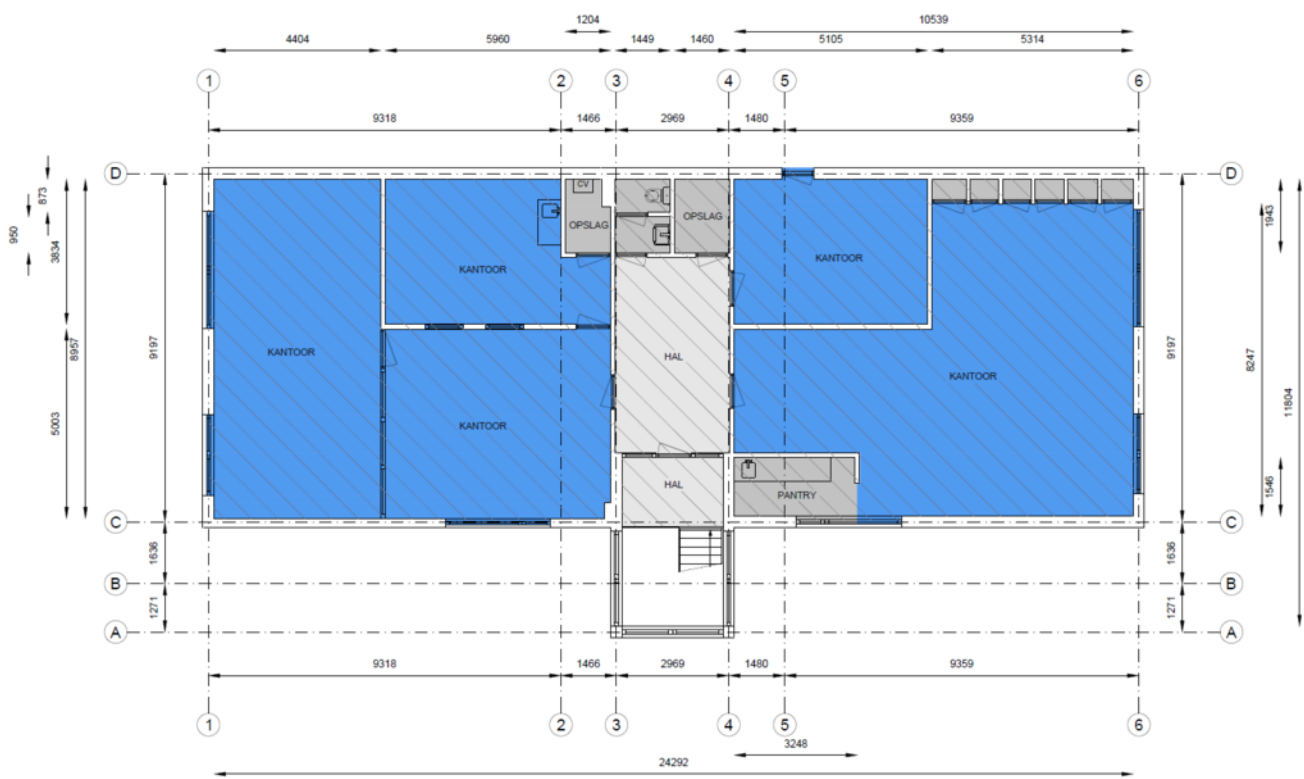 1204
10539
4404
5960
1449
1460
5105
5314
1
2
3
4
5
6
9318
1466
2969
1480
9359
D
D
873
950
3834
9197
8957
5003
CV
OPSLAG
OPSLAG
KANTOOR
KANTOOR
KANTOOR
HAL
KANTOOR
KANTOOR
HAL
PANTRY
1943
9197
8247
11804
1546
C
C
1636
1636
B
B
1271
1271
A
A
9318
1466
2969
1480
9359
1
2
3
4
5
6
3248
24292